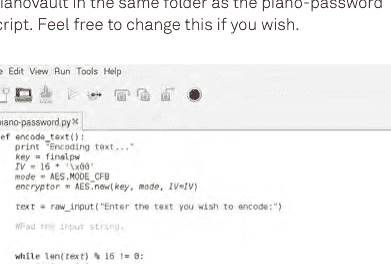 pianovault in the same folder as the piano-password
cript. Feel free to change this if you wish.
e Edit View Run Tools Help
iano-password.py
ef encode_text():
print "Encoding text..."
key = finalpw
IV = 16 * '\x00'
mode = AES.MODE_CFB
encryptor = AES.new(key, mode, IV=IV)
text = raw_input("Enter the text you wish to encode:")
#Pad the input string.
while len(text) % 16 != 0: